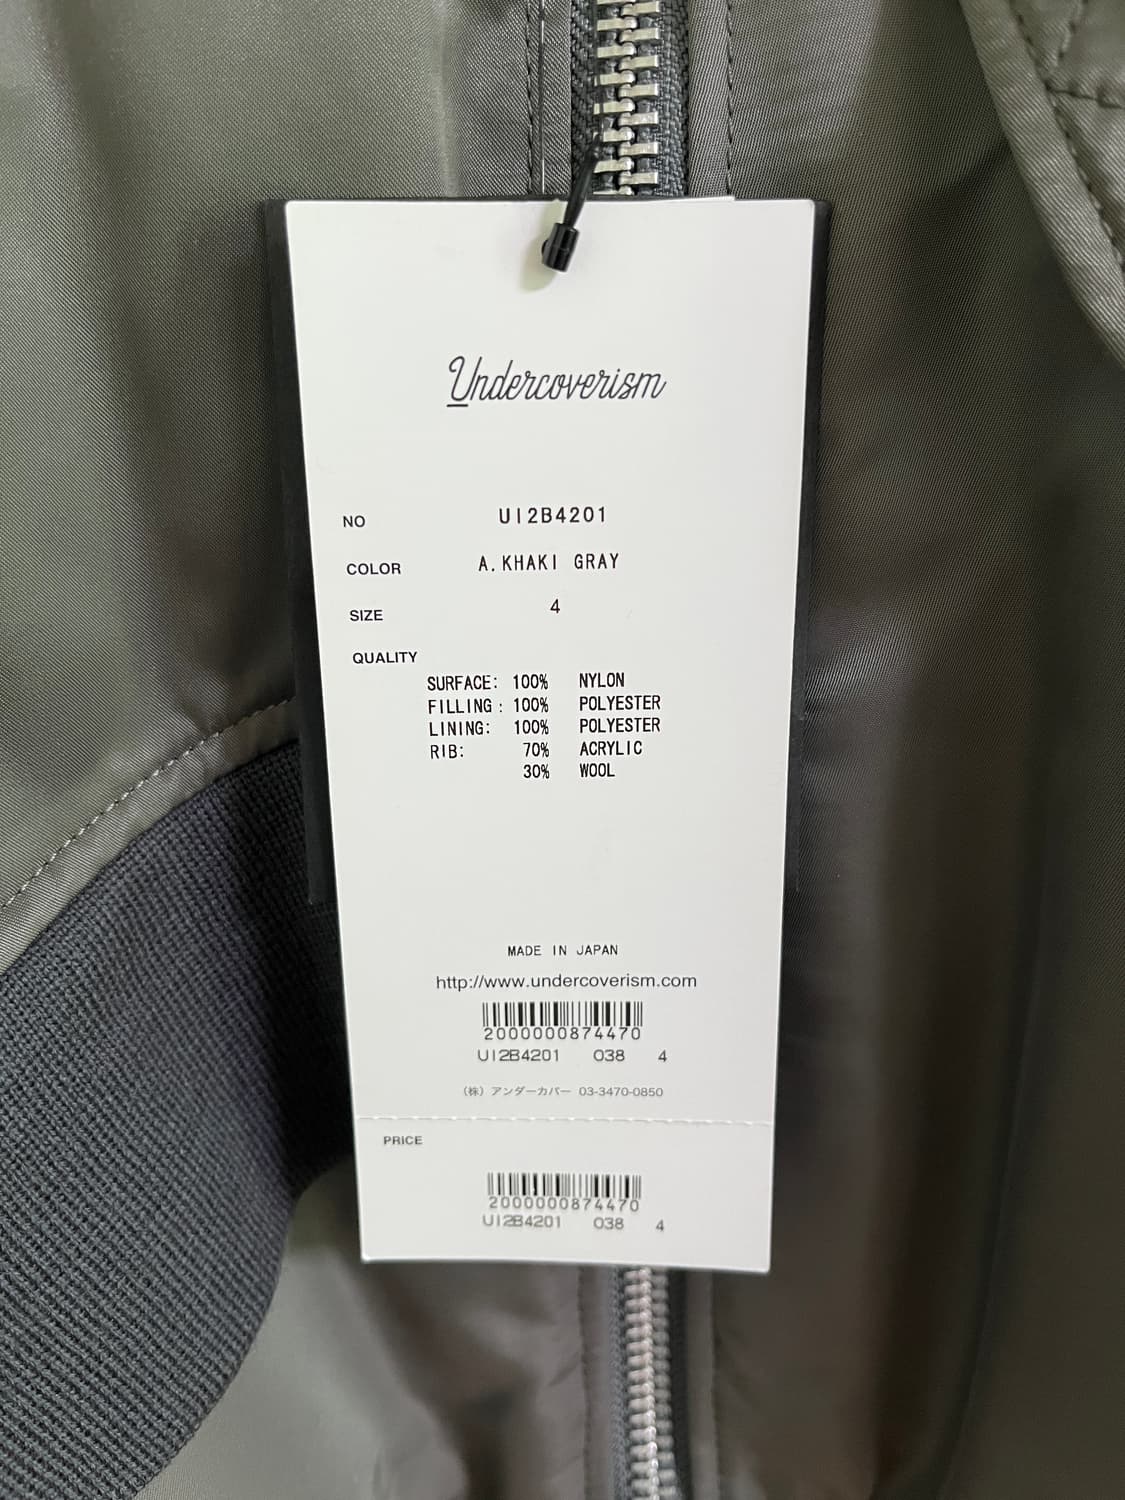 Undercoverism
NO UI2B4201
COLOR A.KHAKI GRAY
SIZE 4
QUALITY
SURFACE: 100% NYLON
FILLING: 100% POLYESTER
LINING: 100% POLYESTER
RIB: 70% ACRYLIC
30% WOOL
MADE IN JAPAN
http://www.undercoverism.com
2000000874470
UI2B4201 038 4
(株) アンダーカバー 03-3470-0850
PRICE
2000000874470
UI2B4201 038 4